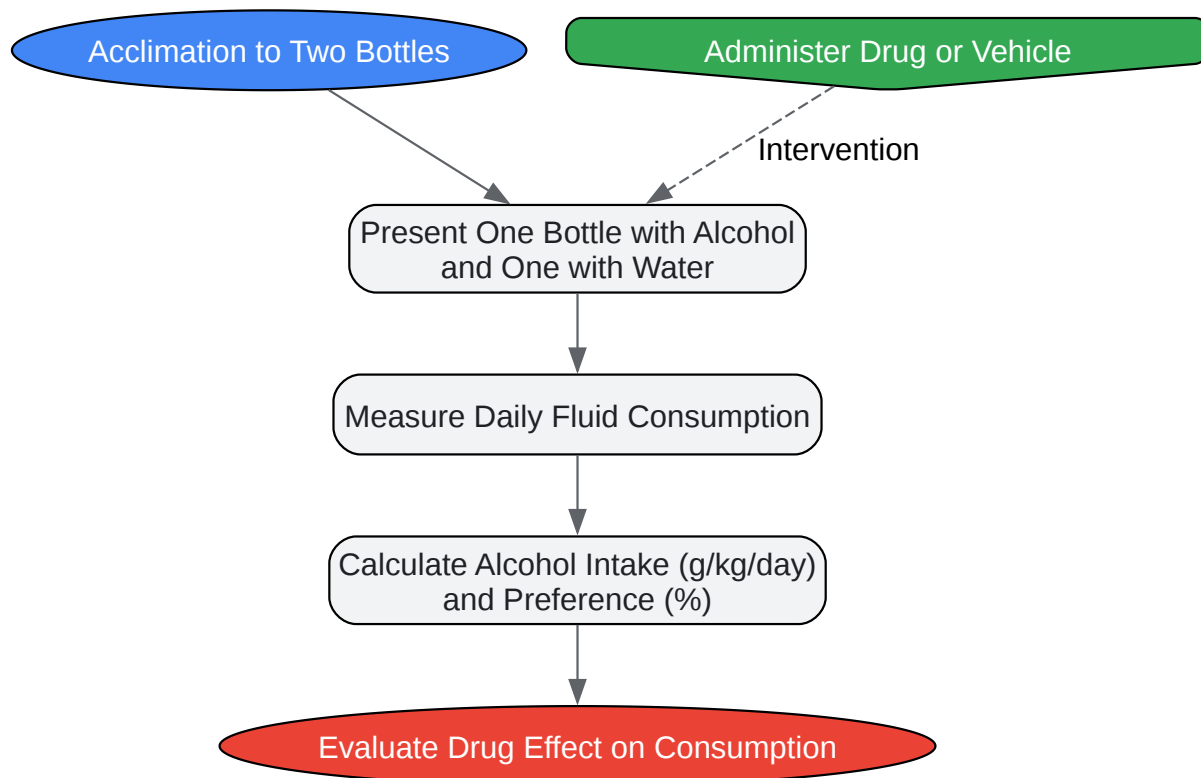 Acclimation to Two Bottles
Administer Drug or Vehicle
Intervention
Present One Bottle with Alcohol
and One with Water
Measure Daily Fluid Consumption
Calculate Alcohol Intake (g/kg/day)
and Preference (%)
Evaluate Drug Effect on Consumption